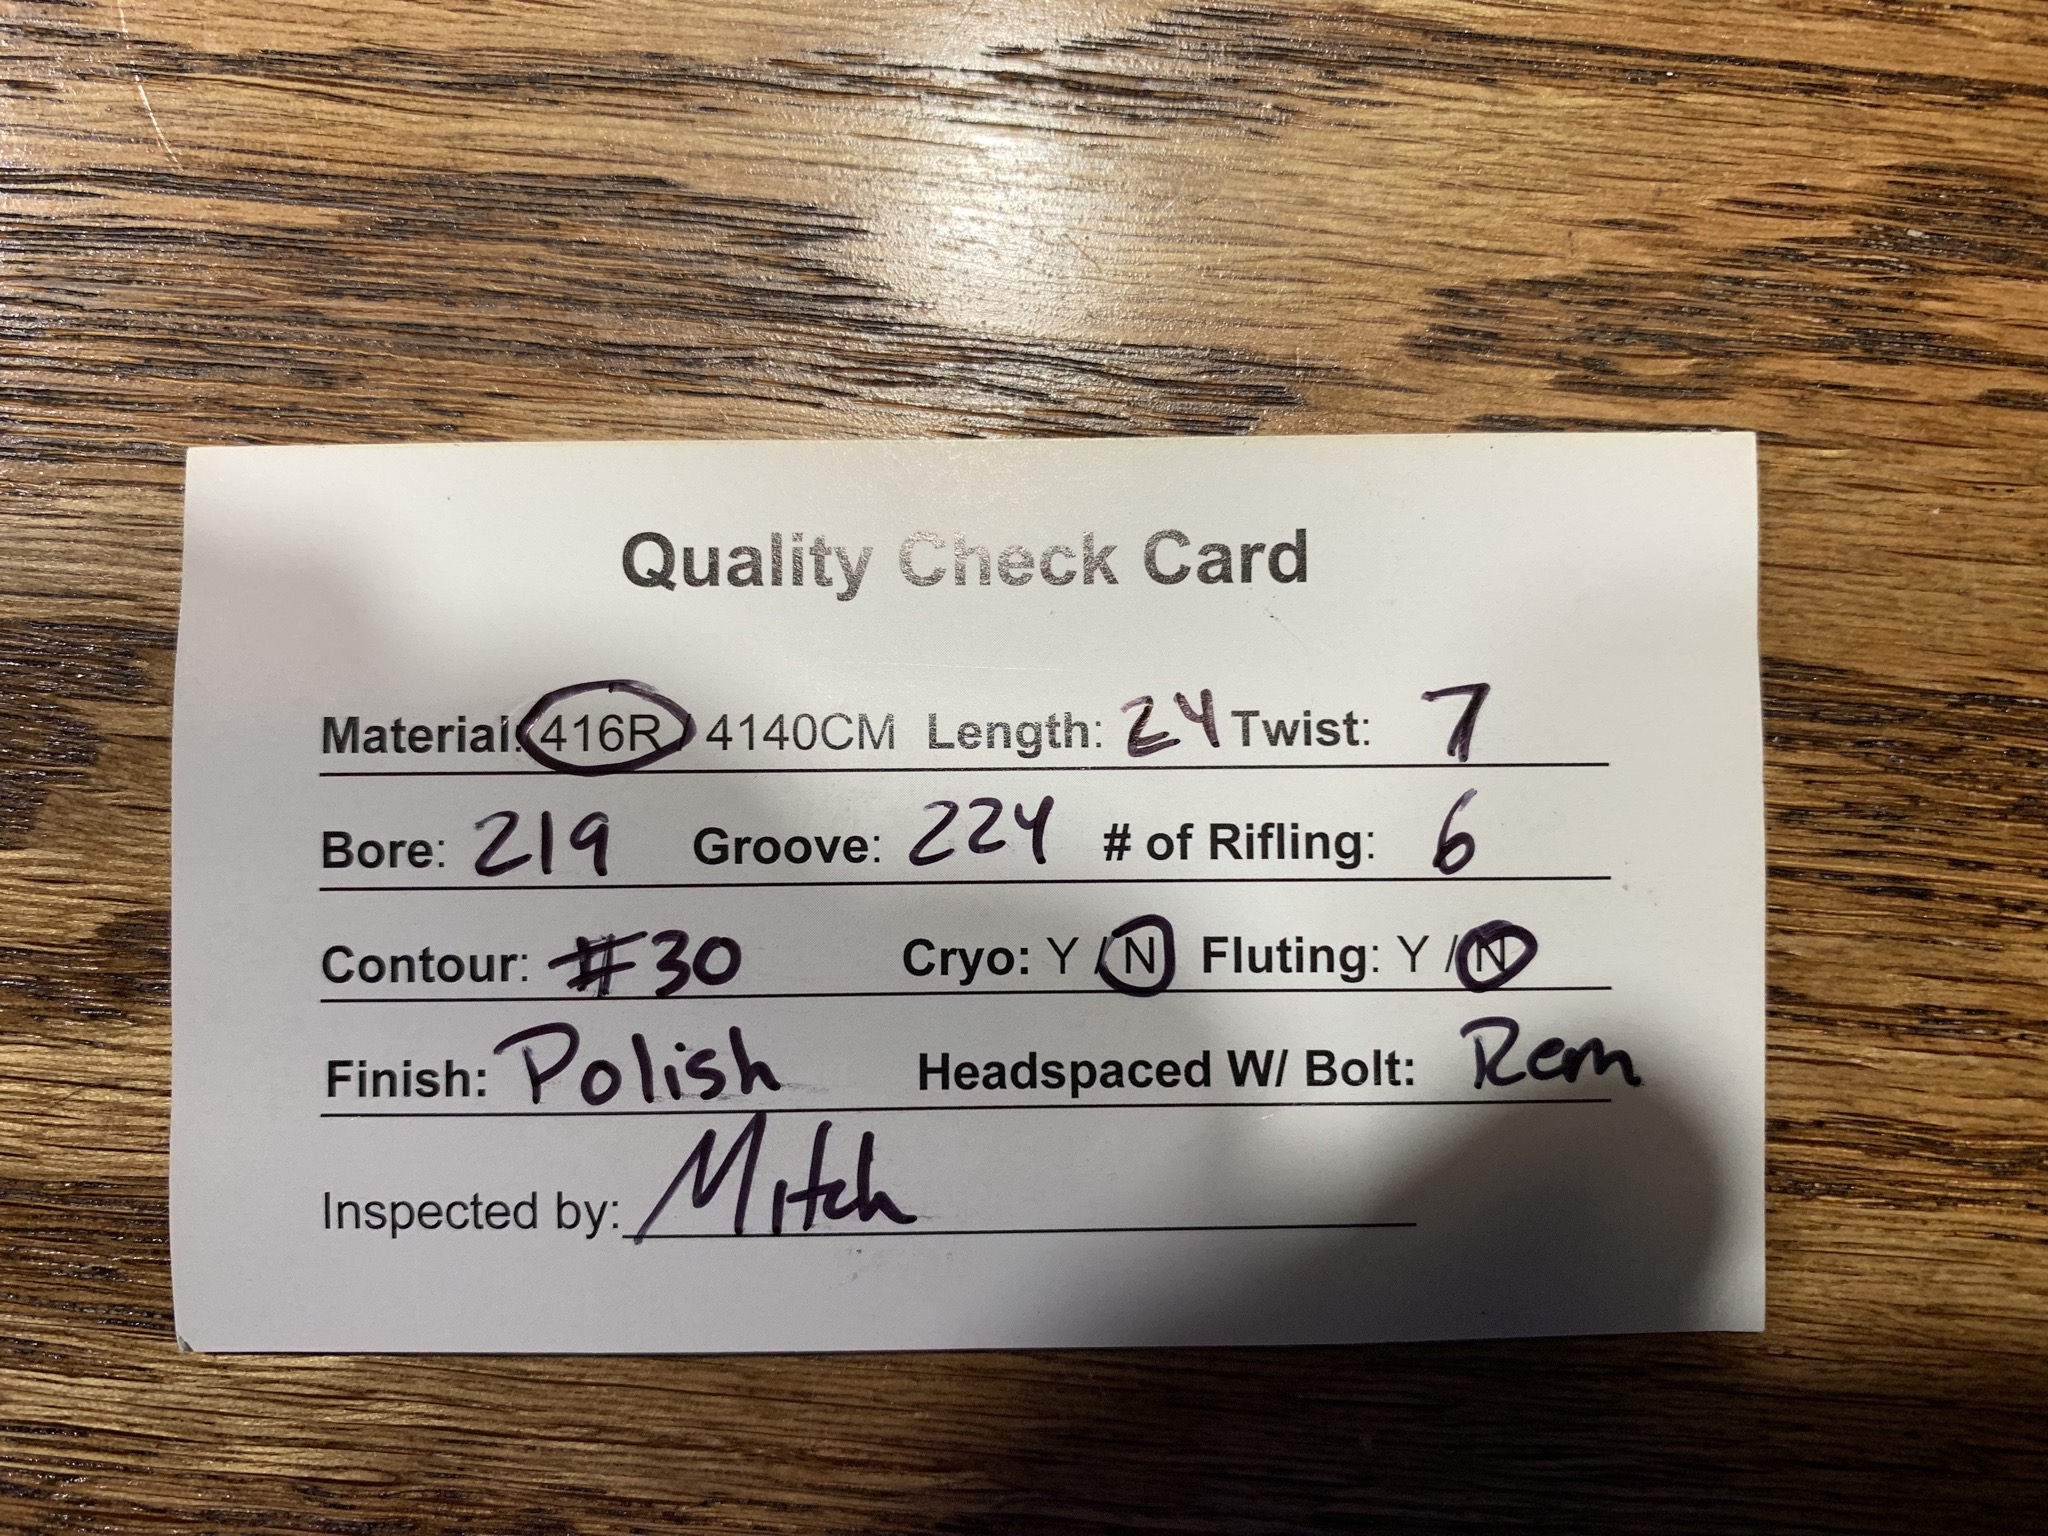 Quality Check Card
Material: 416R / 4140CM Length: 24 Twist: 7
Bore: 219 Groove: 224 # of Rifling: 6
Contour: #30 Cryo: Y / N Fluting: Y / N
Finish: Polish Headspaced W/ Bolt: Rem
Inspected by: Mitch